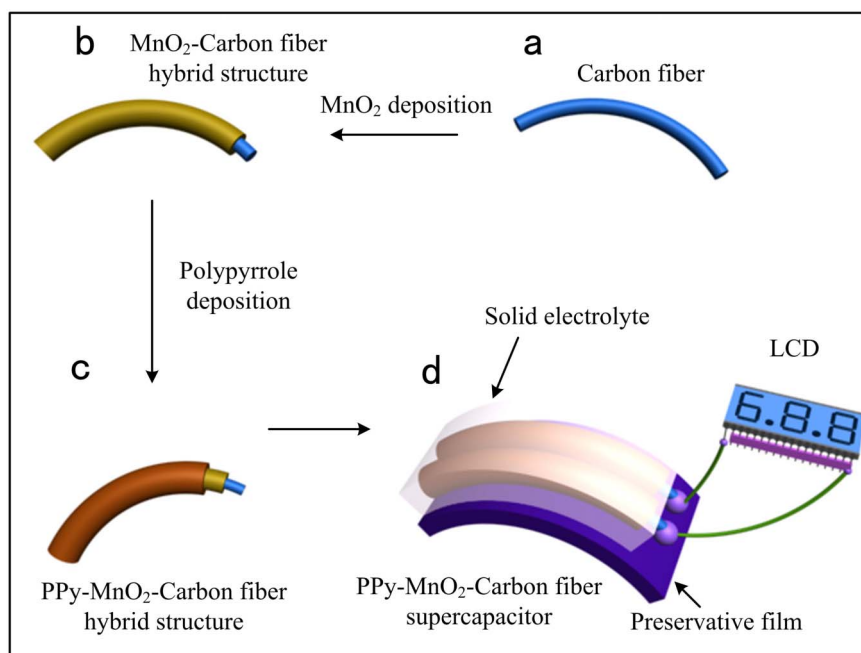 b
MnO₂-Carbon fiber
hybrid structure
a
Carbon fiber
MnO₂ deposition
Polypyrrole
deposition
Solid electrolyte
LCD
6.8.8
c
d
PPy-MnO₂-Carbon fiber
hybrid structure
PPy-MnO₂-Carbon fiber
supercapacitor
Preservative film